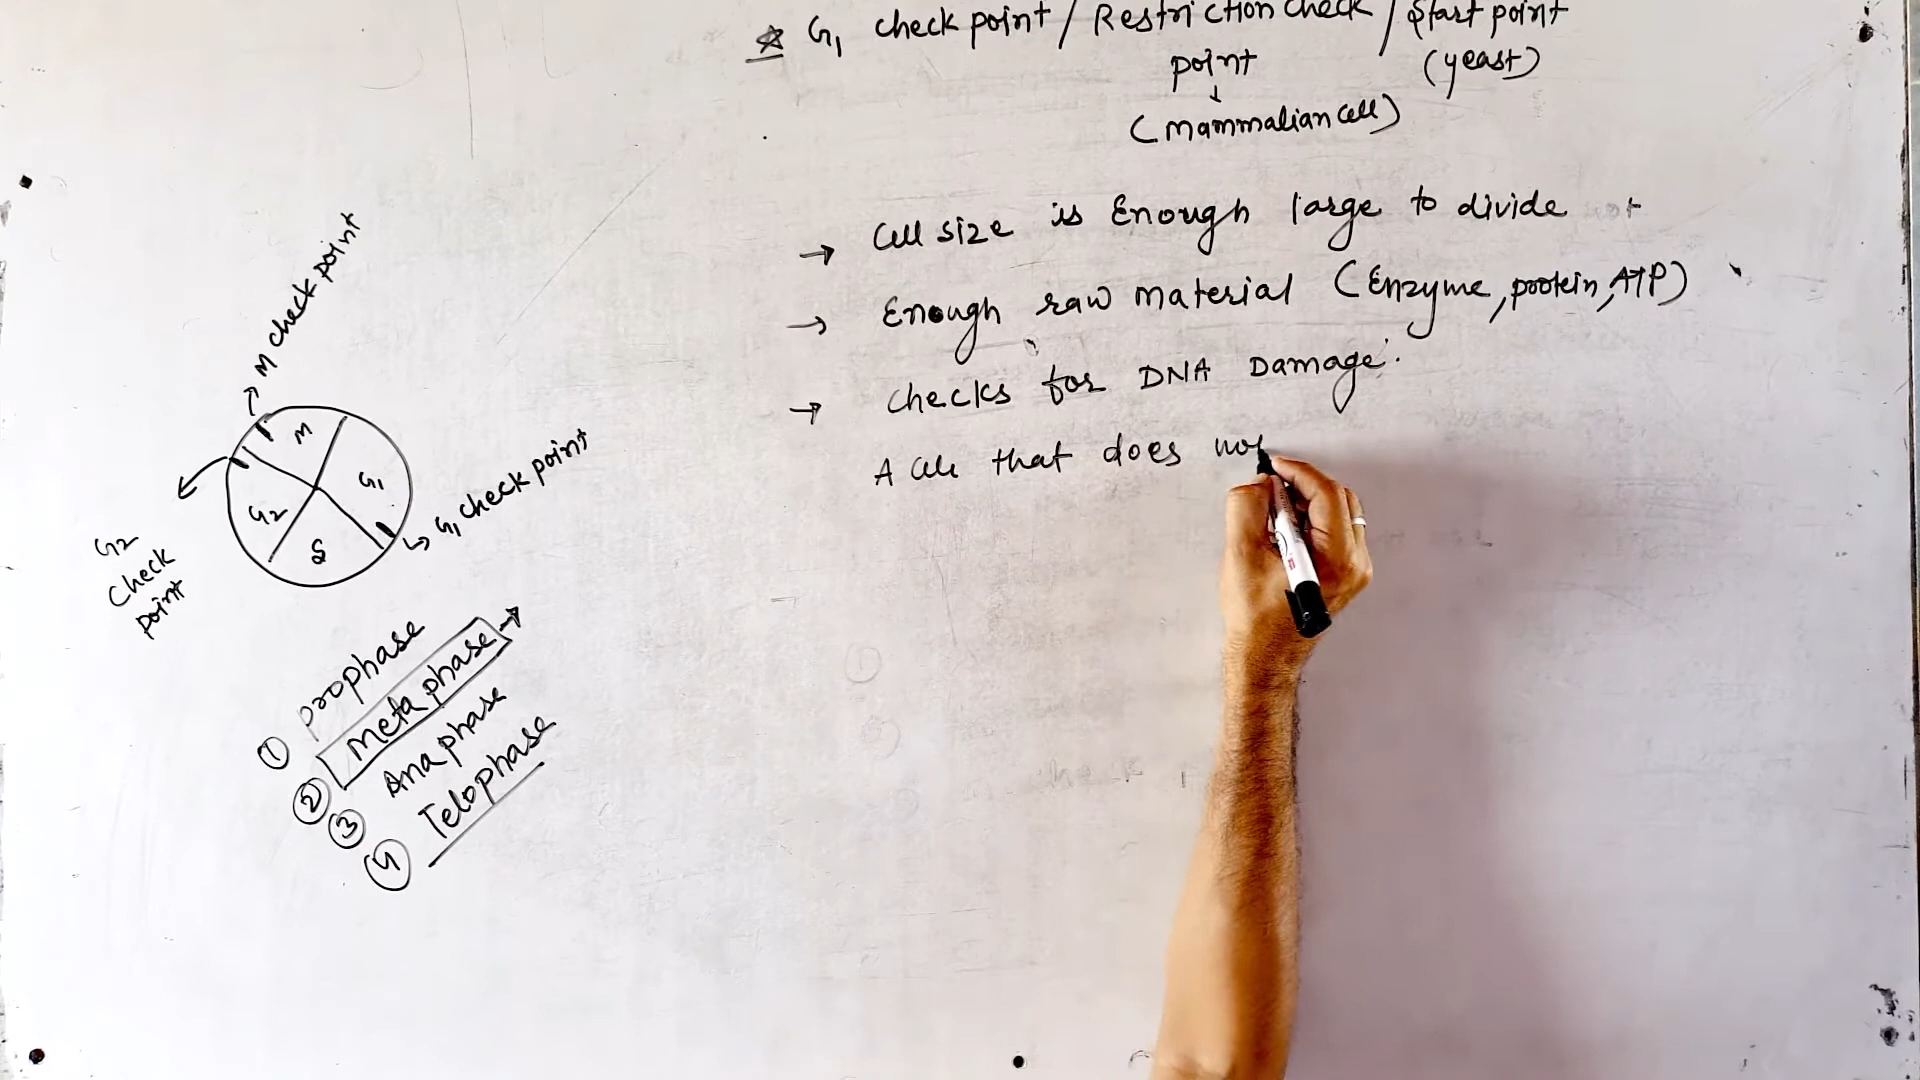 ☆ G1 check point / Restriction check / Start point
point (yeast)
↓
(Mammalian cell)
→ Cell size is Enough large to divide
→ Enough raw Material (Enzyme, protein, ATP)
→ Checks for DNA Damage.
A cell that does not
M check point
M
G1
G2
S
G1 check point
G2
Check
point
① prophase
② Metaphase →
③ Anaphase
④ Telophase